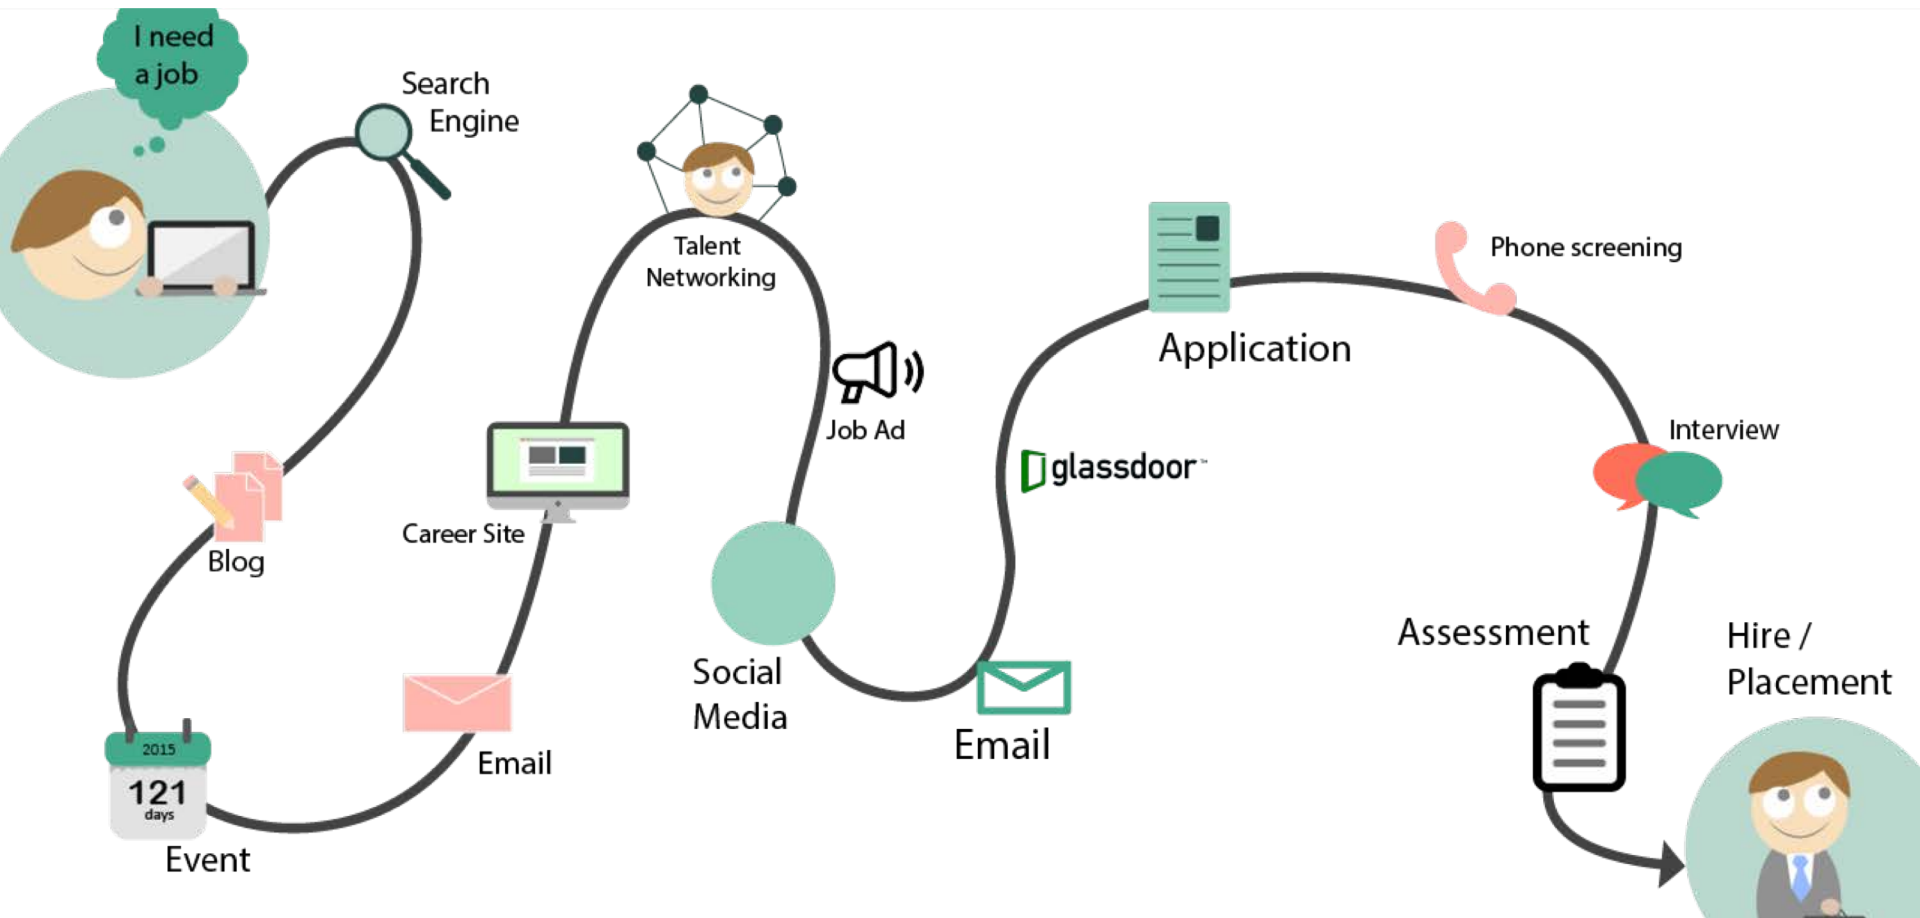 I need
a job
Search
Engine
Blog
2015
121
days
Event
Email
Career Site
Talent
Networking
Job Ad
Social
Media
Email
glassdoor™
Application
Phone screening
Interview
Assessment
Hire /
Placement